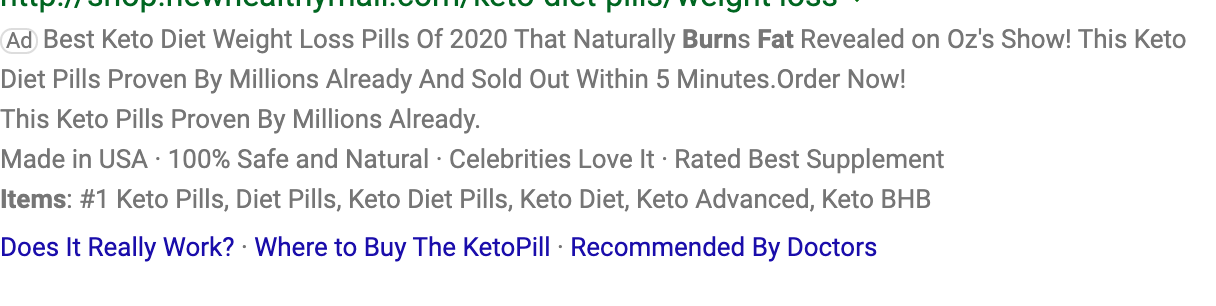 http://shop.newhealthymall.com/keto-diet-pills/weight-loss
Ad Best Keto Diet Weight Loss Pills Of 2020 That Naturally Burns Fat Revealed on Oz's Show! This Keto
Diet Pills Proven By Millions Already And Sold Out Within 5 Minutes.Order Now!
This Keto Pills Proven By Millions Already.
Made in USA · 100% Safe and Natural · Celebrities Love It · Rated Best Supplement
Items: #1 Keto Pills, Diet Pills, Keto Diet Pills, Keto Diet, Keto Advanced, Keto BHB
Does It Really Work? · Where to Buy The KetoPill · Recommended By Doctors